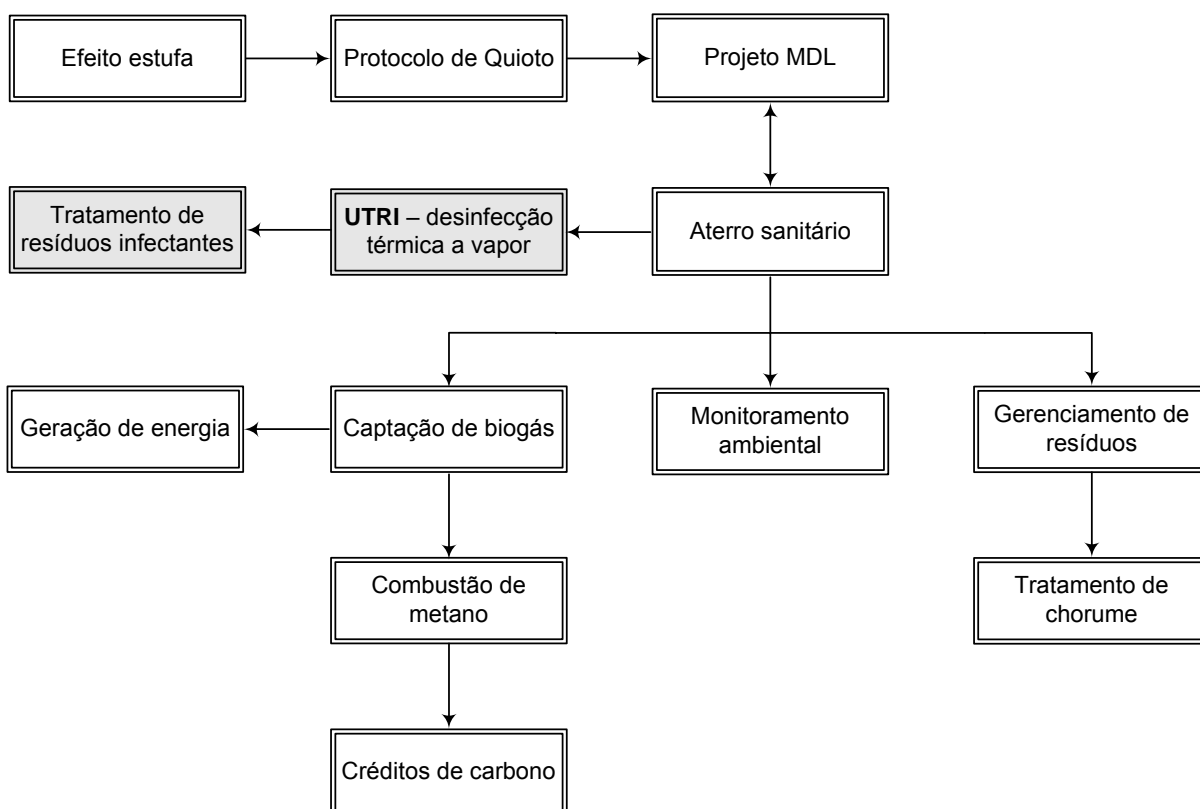 Efeito estufa
Protocolo de Quioto
Projeto MDL
Tratamento de
resíduos infectantes
UTRI – desinfecção
térmica a vapor
Aterro sanitário
Geração de energia
Captação de biogás
Monitoramento
ambiental
Gerenciamento de
resíduos
Combustão de
metano
Tratamento de
chorume
Créditos de carbono